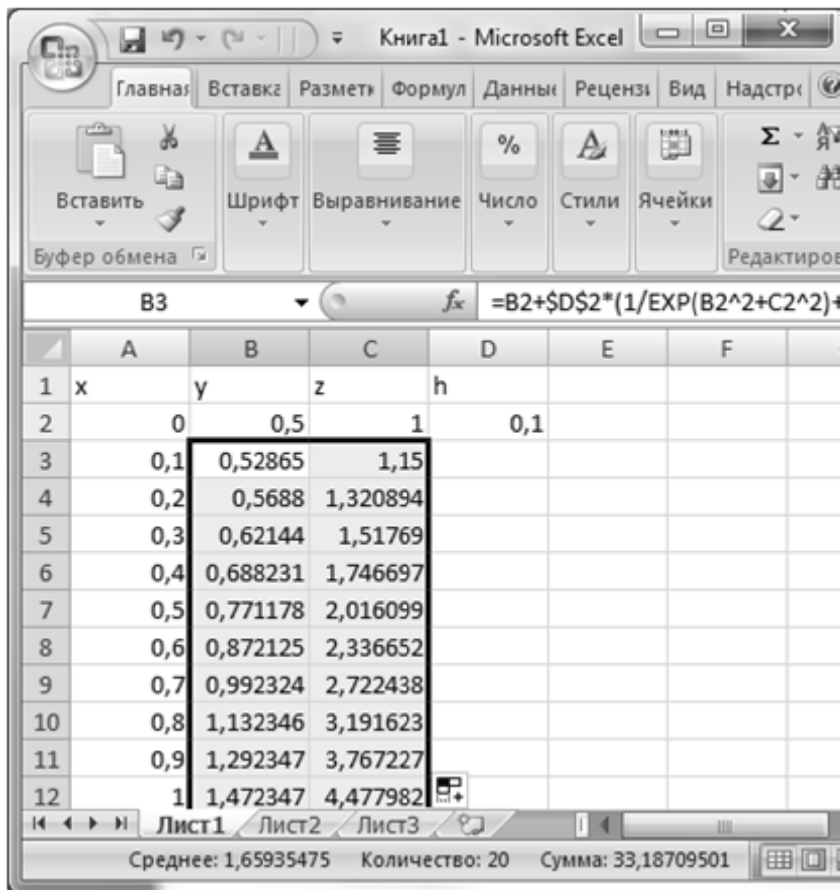 Книга1 - Microsoft Excel
Главная Вставка Разметк Формул Данные Рецензи Вид Надстро
Вставить Шрифт Выравнивание Число Стили Ячейки
Буфер обмена Редактиров
B3 fx =B2+$D$2*(1/EXP(B2^2+C2^2)+
A B C D E F
1 x y z h
2 0 0,5 1 0,1
3 0,1 0,52865 1,15
4 0,2 0,5688 1,320894
5 0,3 0,62144 1,51769
6 0,4 0,688231 1,746697
7 0,5 0,771178 2,016099
8 0,6 0,872125 2,336652
9 0,7 0,992324 2,722438
10 0,8 1,132346 3,191623
11 0,9 1,292347 3,767227
12 1 1,472347 4,477982
Лист1 Лист2 Лист3
Среднее: 1,65935475 Количество: 20 Сумма: 33,18709501